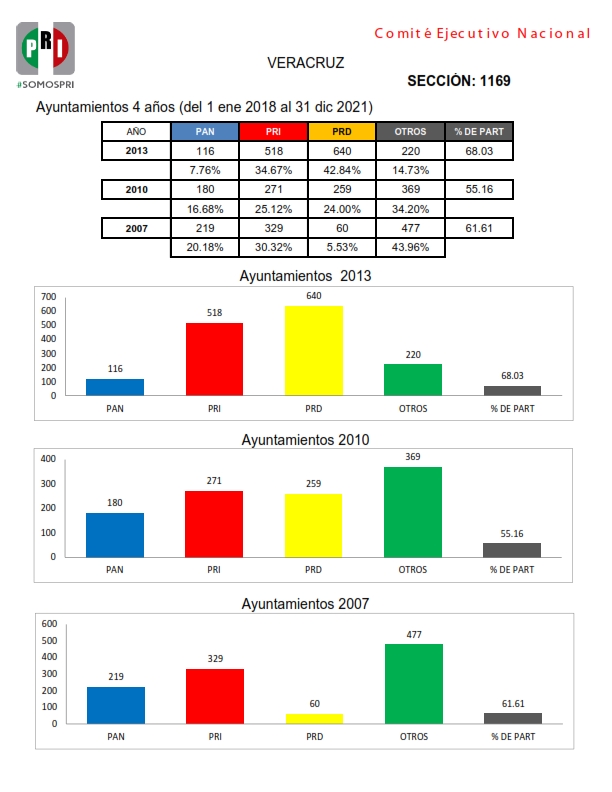 Comité Ejecutivo Nacional
PRI
#SOMOSPRI
VERACRUZ
SECCIÓN: 1169
Ayuntamientos 4 años (del 1 ene 2018 al 31 dic 2021)
AÑO PAN PRI PRD OTROS % DE PART
2013 116 518 640 220 68.03
7.76% 34.67% 42.84% 14.73%
2010 180 271 259 369 55.16
16.68% 25.12% 24.00% 34.20%
2007 219 329 60 477 61.61
20.18% 30.32% 5.53% 43.96%
Ayuntamientos 2013
700
600
500
400
300
200
100
0
116 518 640 220 68.03
PAN PRI PRD OTROS % DE PART
Ayuntamientos 2010
400
300
200
100
0
180 271 259 369 55.16
PAN PRI PRD OTROS % DE PART
Ayuntamientos 2007
600
500
400
300
200
100
0
219 329 60 477 61.61
PAN PRI PRD OTROS % DE PART